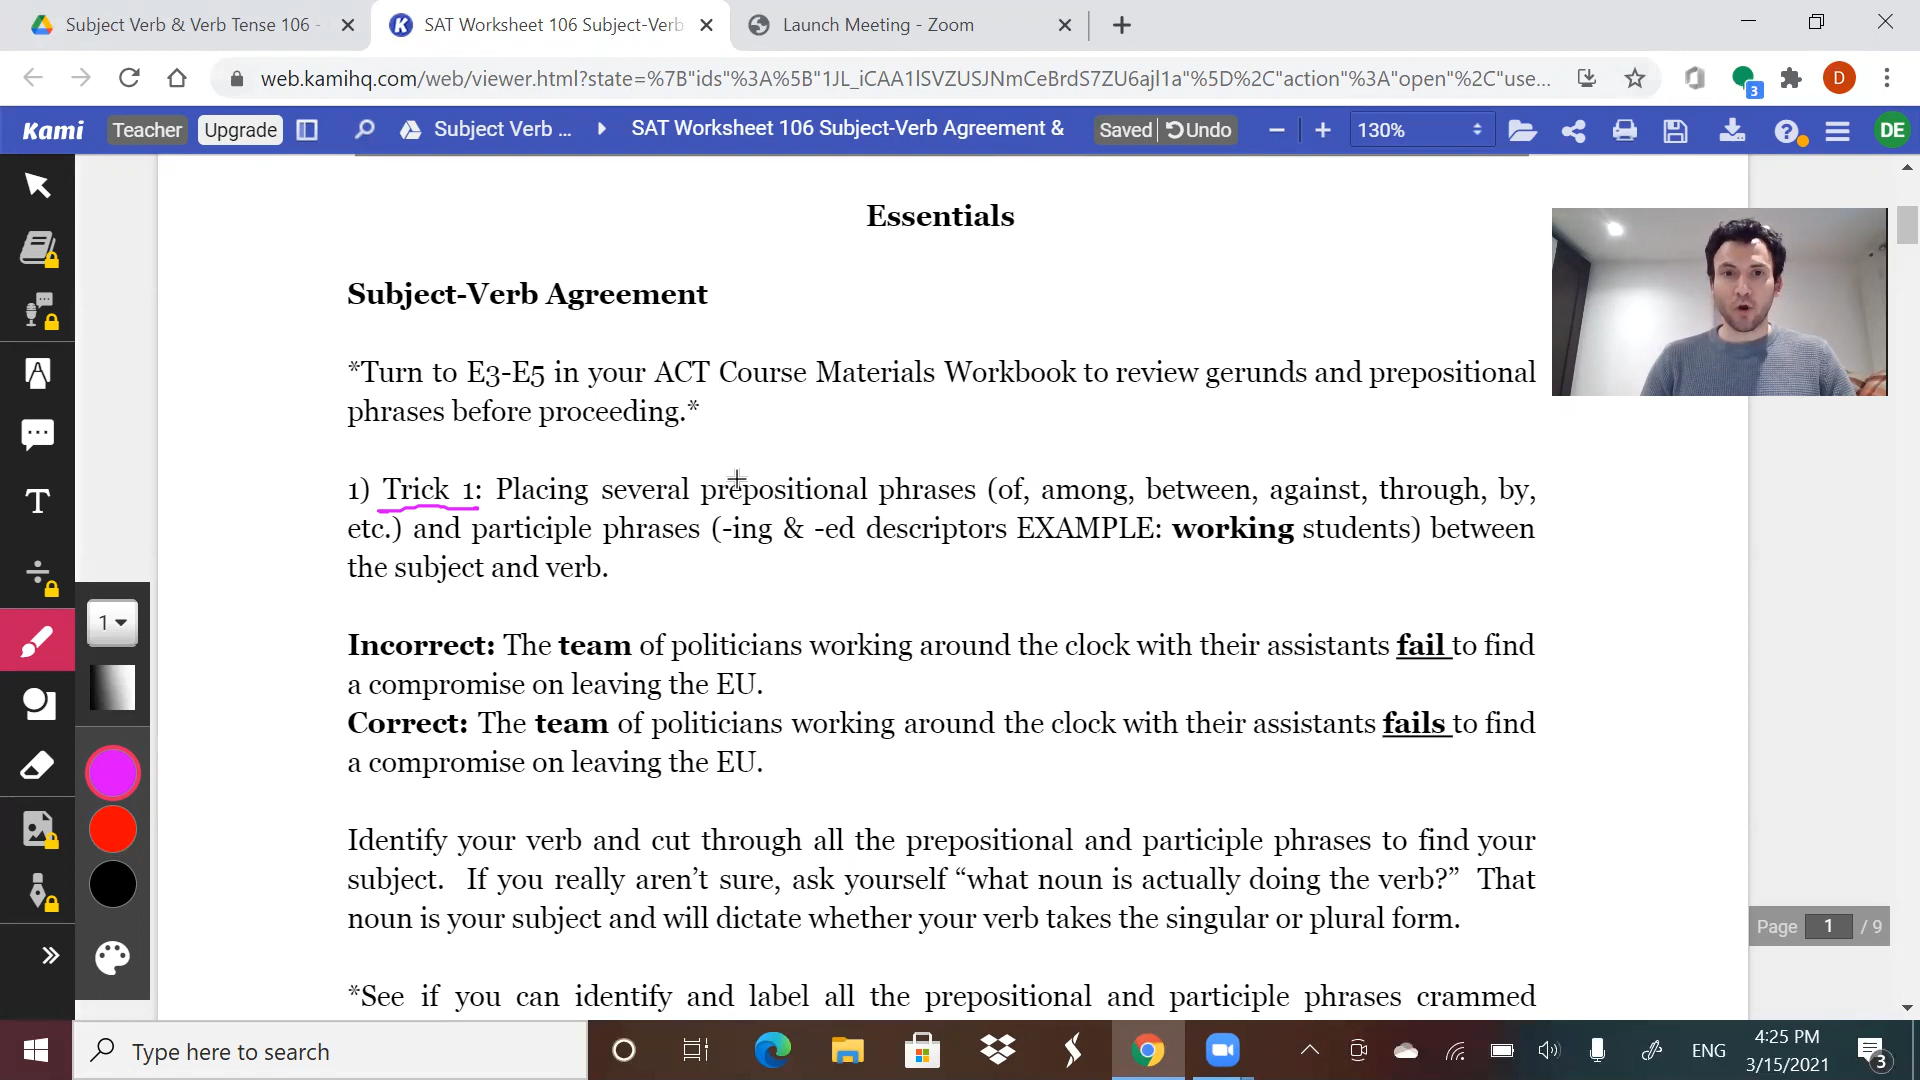 Subject Verb & Verb Tense 106 -
SAT Worksheet 106 Subject-Verb
Launch Meeting - Zoom
web.kamihq.com/web/viewer.html?state=%7B"ids"%3A%5B"1JL_iCAA1lSVZUSJNmCeBrdS7ZU6ajl1a"%5D%2C"action"%3A"open"%2C"use...
3
D
Kami
Teacher
Upgrade
Subject Verb ...
SAT Worksheet 106 Subject-Verb Agreement &
Saved
Undo
130%
DE
Essentials
Subject-Verb Agreement
*Turn to E3-E5 in your ACT Course Materials Workbook to review gerunds and prepositional
phrases before proceeding.*
1) Trick 1: Placing several prepositional phrases (of, among, between, against, through, by,
etc.) and participle phrases (-ing & -ed descriptors EXAMPLE: working students) between
the subject and verb.
Incorrect: The team of politicians working around the clock with their assistants fail to find
a compromise on leaving the EU.
Correct: The team of politicians working around the clock with their assistants fails to find
a compromise on leaving the EU.
Identify your verb and cut through all the prepositional and participle phrases to find your
subject. If you really aren't sure, ask yourself “what noun is actually doing the verb?” That
noun is your subject and will dictate whether your verb takes the singular or plural form.
*See if you can identify and label all the prepositional and participle phrases crammed
1
Page 1 / 9
Type here to search
ENG
4:25 PM
3/15/2021
3